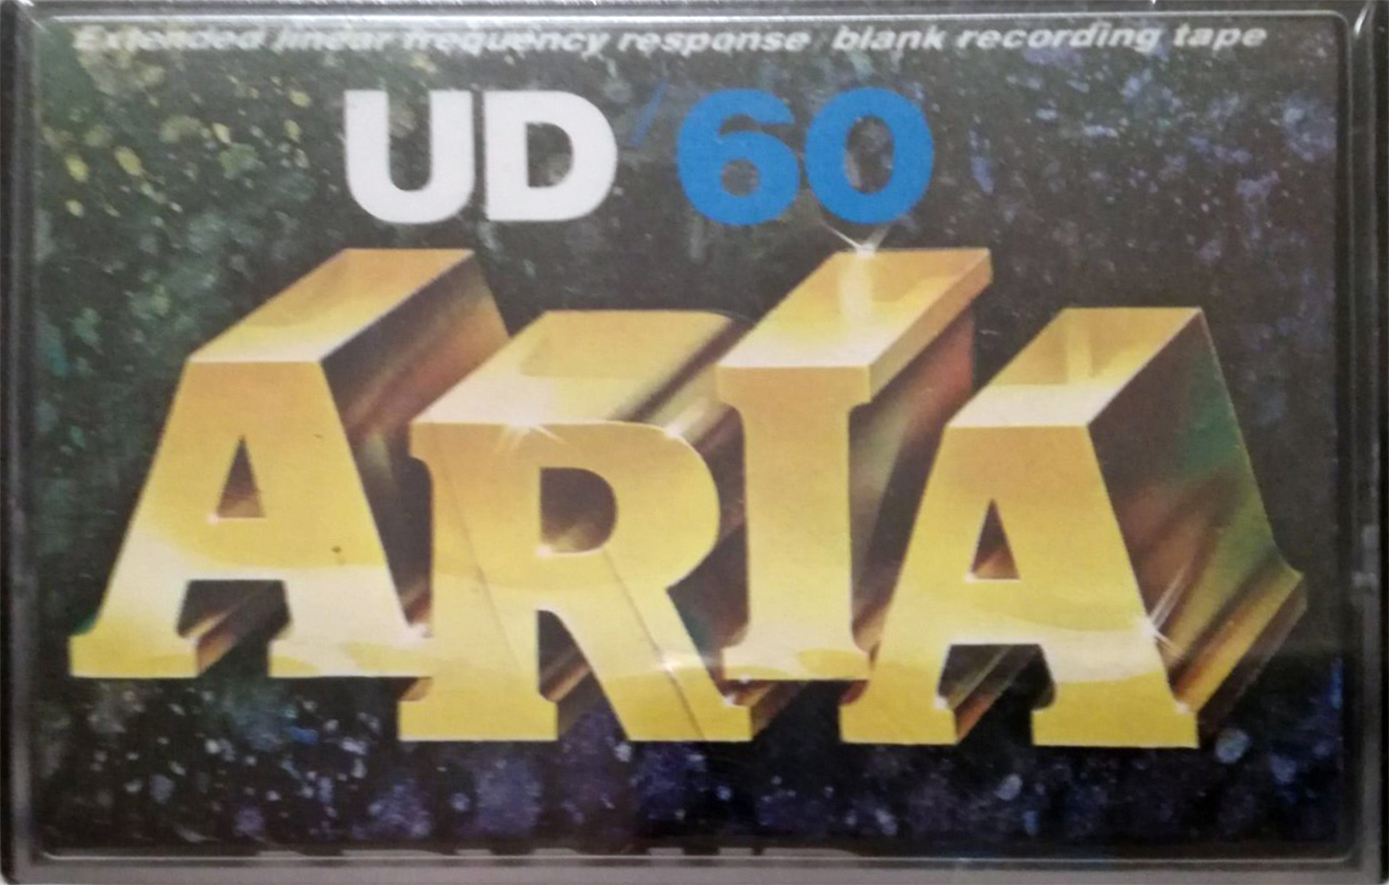 Extended linear frequency response blank recording tape
UD 60
ARIA